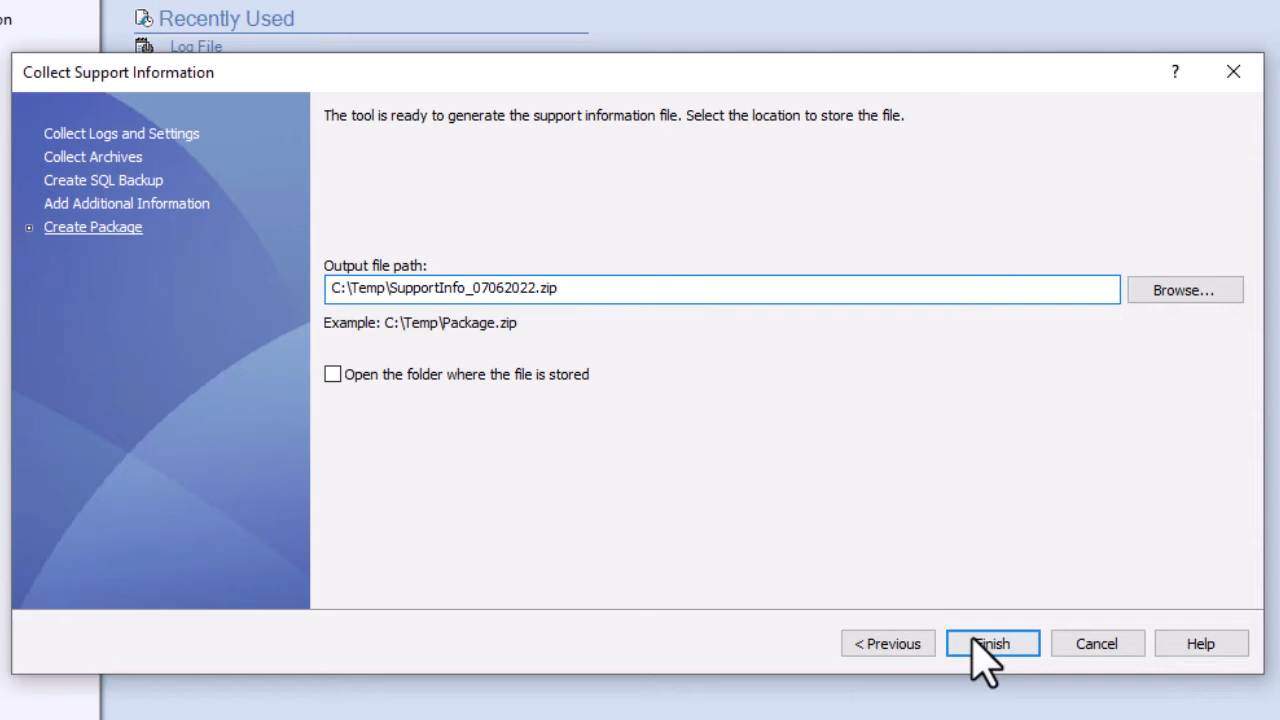 on
Recently Used
Log File
Collect Support Information
?
Collect Logs and Settings
Collect Archives
Create SQL Backup
Add Additional Information
Create Package
The tool is ready to generate the support information file. Select the location to store the file.
Output file path:
C:\Temp\SupportInfo_07062022.zip
Browse...
Example: C:\Temp\Package.zip
Open the folder where the file is stored
< Previous
Finish
Cancel
Help